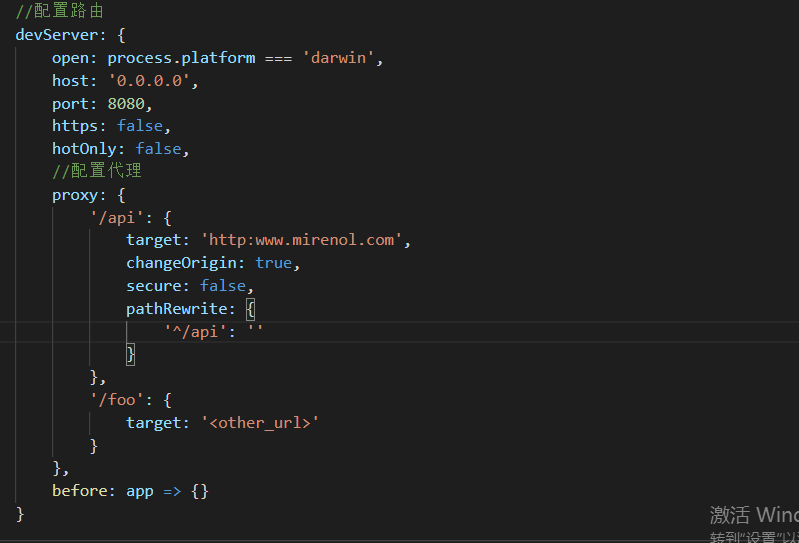 //配置路由
devServer: {
    open: process.platform === 'darwin',
    host: '0.0.0.0',
    port: 8080,
    https: false,
    hotOnly: false,
    //配置代理
    proxy: {
        '/api': {
            target: 'http:www.mirenol.com',
            changeOrigin: true,
            secure: false,
            pathRewrite: {
                '^/api': ''
            }
        },
        '/foo': {
            target: '<other_url>'
        }
    },
    before: app => {}
}
激活 Wind
转到"设置"以